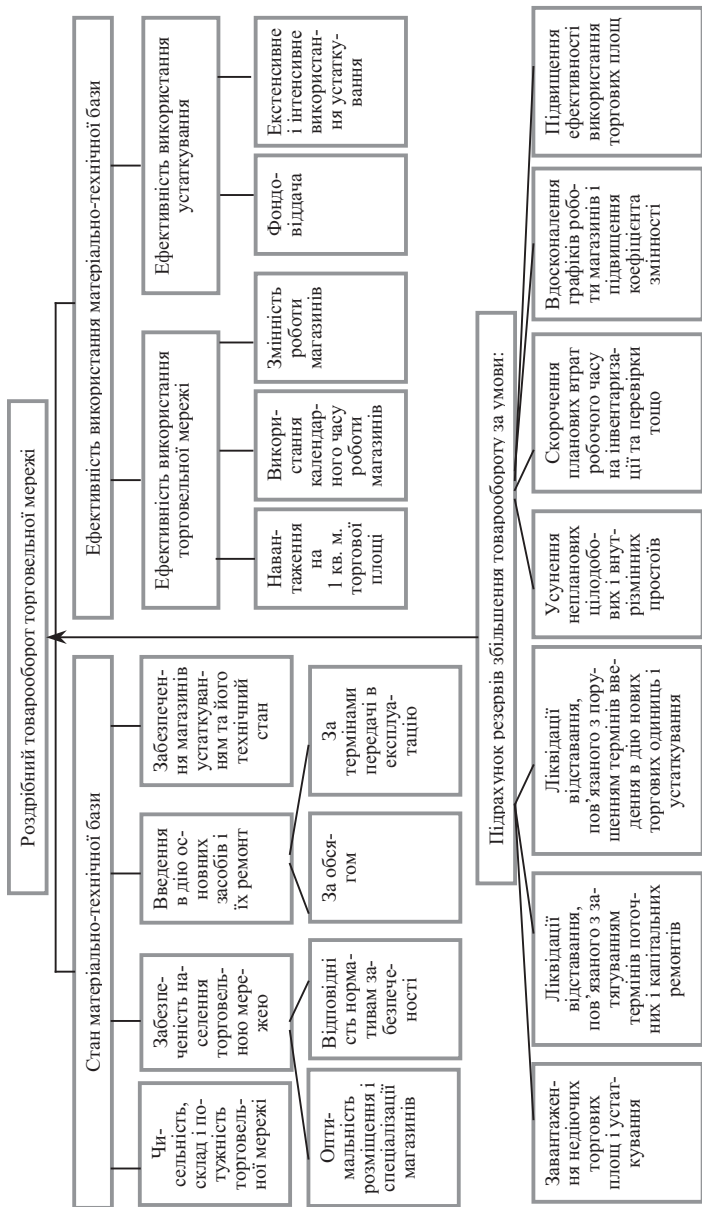 Роздрібний товарооборот торговельної мережі
Стан матеріально-технічної бази
Ефективність використання матеріально-технічної бази
Чи-
сельність,
склад і по-
тужність
торговель-
ної мережі
Забезпе-
ченість на-
селення
торговель-
ною мере-
жею
Введення
в дію ос-
новних
засобів і
їх ремонт
Забезпечен-
ня магазинів
устаткуван-
ням та його
технічний
стан
Опти-
мальність
розміщення і
спеціалізації
магазинів
Відповідні
сть норма-
тивам за-
безпече-
ності
За обся-
гом
За
термінами
передачі в
експлуа-
тацію
Ефективність використання
торговельної мережі
Ефективність використання
устаткування
Наван-
таження
на
1 кв. м.
торгової
площі
Викори-
стання
календар-
ного часу
роботи
магазинів
Змінність
роботи
магазинів
Фондо-
віддача
Екстенсивне
і інтенсивне
використан-
ня устатку-
вання
Підрахунок резервів збільшення товарообороту за умови:
Завантажен-
ня недіючих
торгових
площ і устат-
кування
Ліквідації
відставання,
пов’язаного з за-
тягуванням
термінів поточ-
них і капітальних
ремонтів
Ліквідації
відставання,
пов’язаного з пору-
шенням термінів вве-
дення в дію нових
торгових одиниць і
устаткування
Усунення
непланових
цілодобо-
вих і внут-
різмінних
простоїв
Скорочення
планових втрат
робочого часу
на інвентариза-
ції та перевірки
тощо
Вдосконалення
графіків робо-
ти магазинів і
підвищення
коефіцієнта
змінності
Підвищення
ефективності
використання
торгових площ